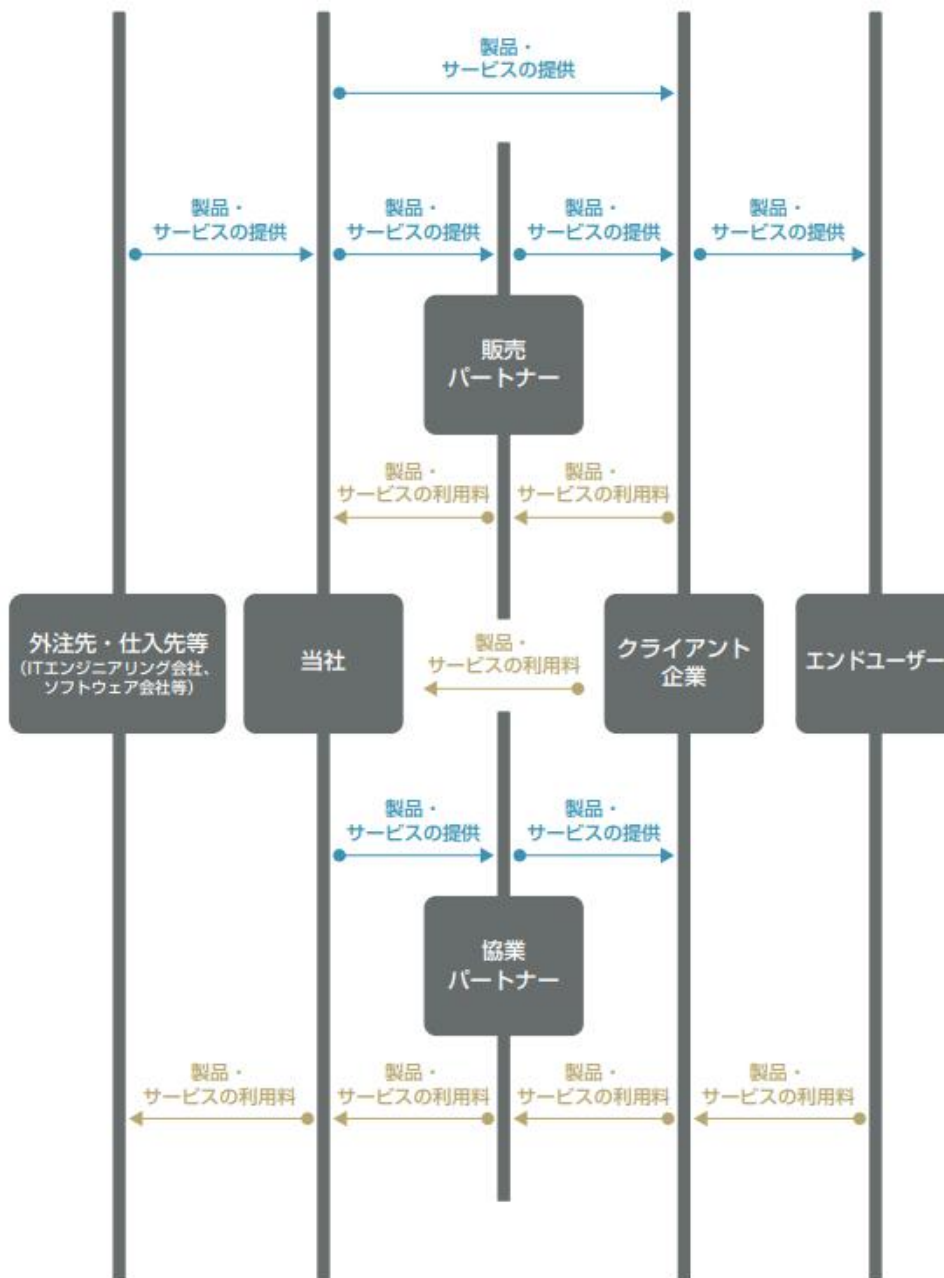 製品・
サービスの提供
製品・
サービスの提供
製品・
サービスの提供
製品・
サービスの提供
製品・
サービスの提供
販売
パートナー
製品・
サービスの利用料
製品・
サービスの利用料
外注先・仕入先等
（ITエンジニアリング会社、
ソフトウェア会社等）
当社
製品・
サービスの利用料
クライアント
企業
エンドユーザー
製品・
サービスの提供
製品・
サービスの提供
協業
パートナー
製品・
サービスの利用料
製品・
サービスの利用料
製品・
サービスの利用料
製品・
サービスの利用料